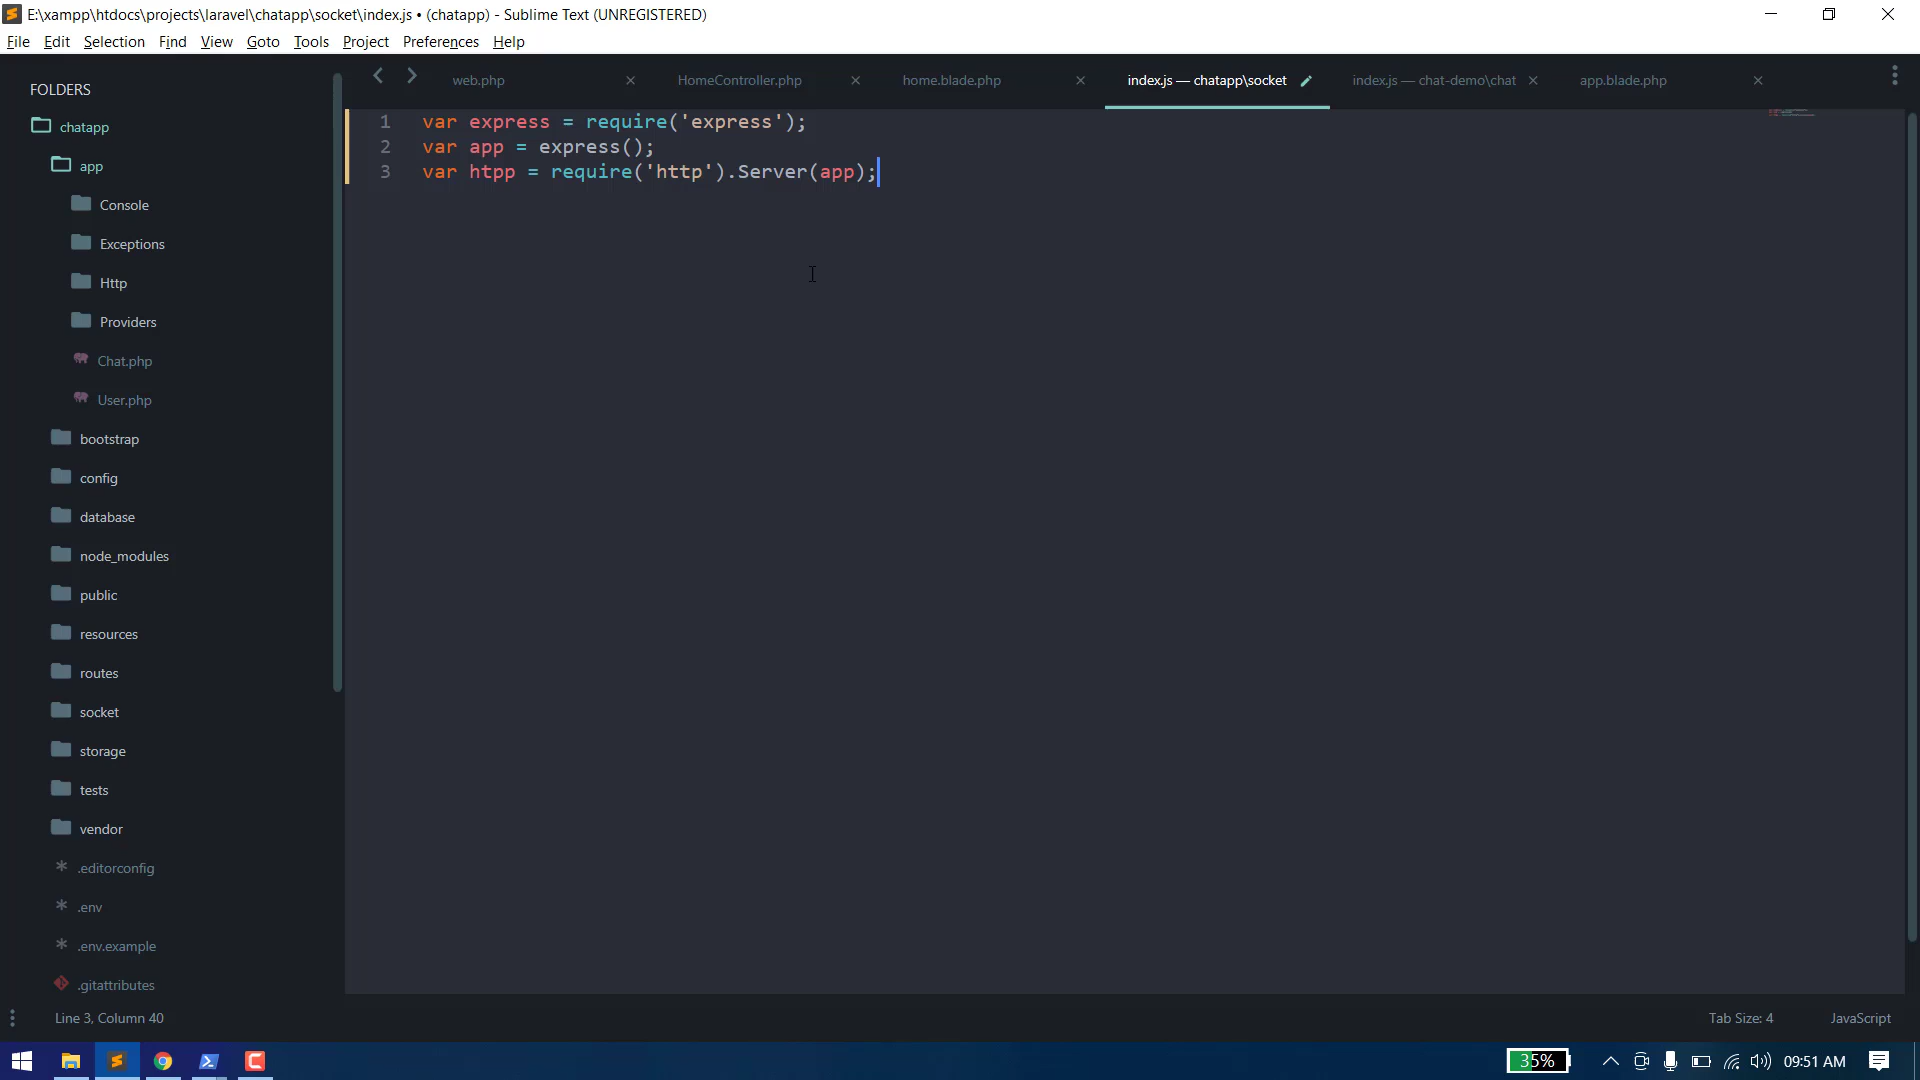 E:\xampp\htdocs\projects\laravel\chatapp\socket\index.js • (chatapp) - Sublime Text (UNREGISTERED)
File Edit Selection Find View Goto Tools Project Preferences Help
FOLDERS
chatapp
app
Console
Exceptions
Http
Providers
Chat.php
User.php
bootstrap
config
database
node_modules
public
resources
routes
socket
storage
tests
vendor
.editorconfig
.env
.env.example
.gitattributes
web.php HomeController.php home.blade.php index.js — chatapp\socket index.js — chat-demo\chat app.blade.php
1 var express = require('express');
2 var app = express();
3 var htpp = require('http').Server(app);
Line 3, Column 40 Tab Size: 4 JavaScript
35% 09:51 AM